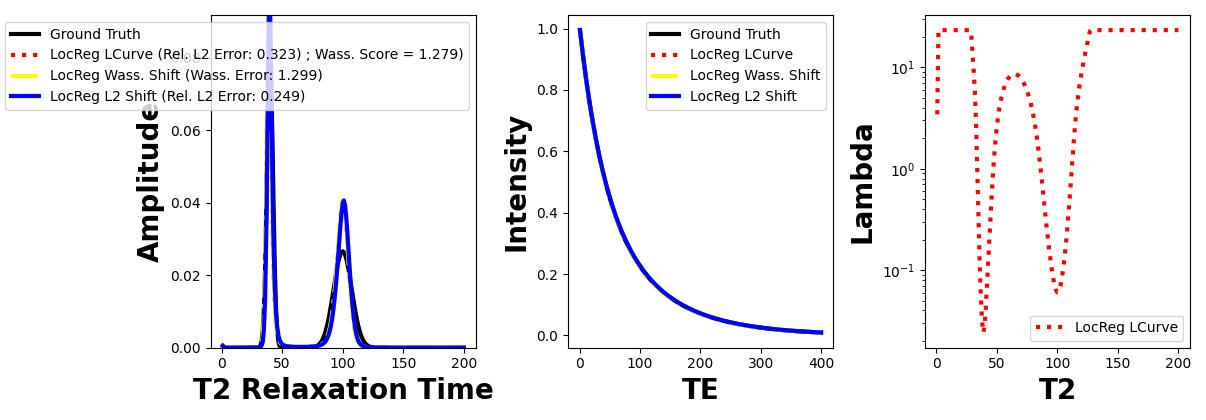 Ground Truth
LocReg LCurve (Rel. L2 Error: 0.323) ; Wass. Score = 1.279)
LocReg Wass. Shift (Wass. Error: 1.299)
LocReg L2 Shift (Rel. L2 Error: 0.249)
0.08
0.06
0.04
0.02
0.00
Amplitude
0 50 100 150 200
T2 Relaxation Time
Ground Truth
LocReg LCurve
LocReg Wass. Shift
LocReg L2 Shift
1.0
0.8
0.6
0.4
0.2
0.0
Intensity
0 100 200 300 400
TE
10¹
10⁰
10⁻¹
Lambda
LocReg LCurve
0 50 100 150 200
T2